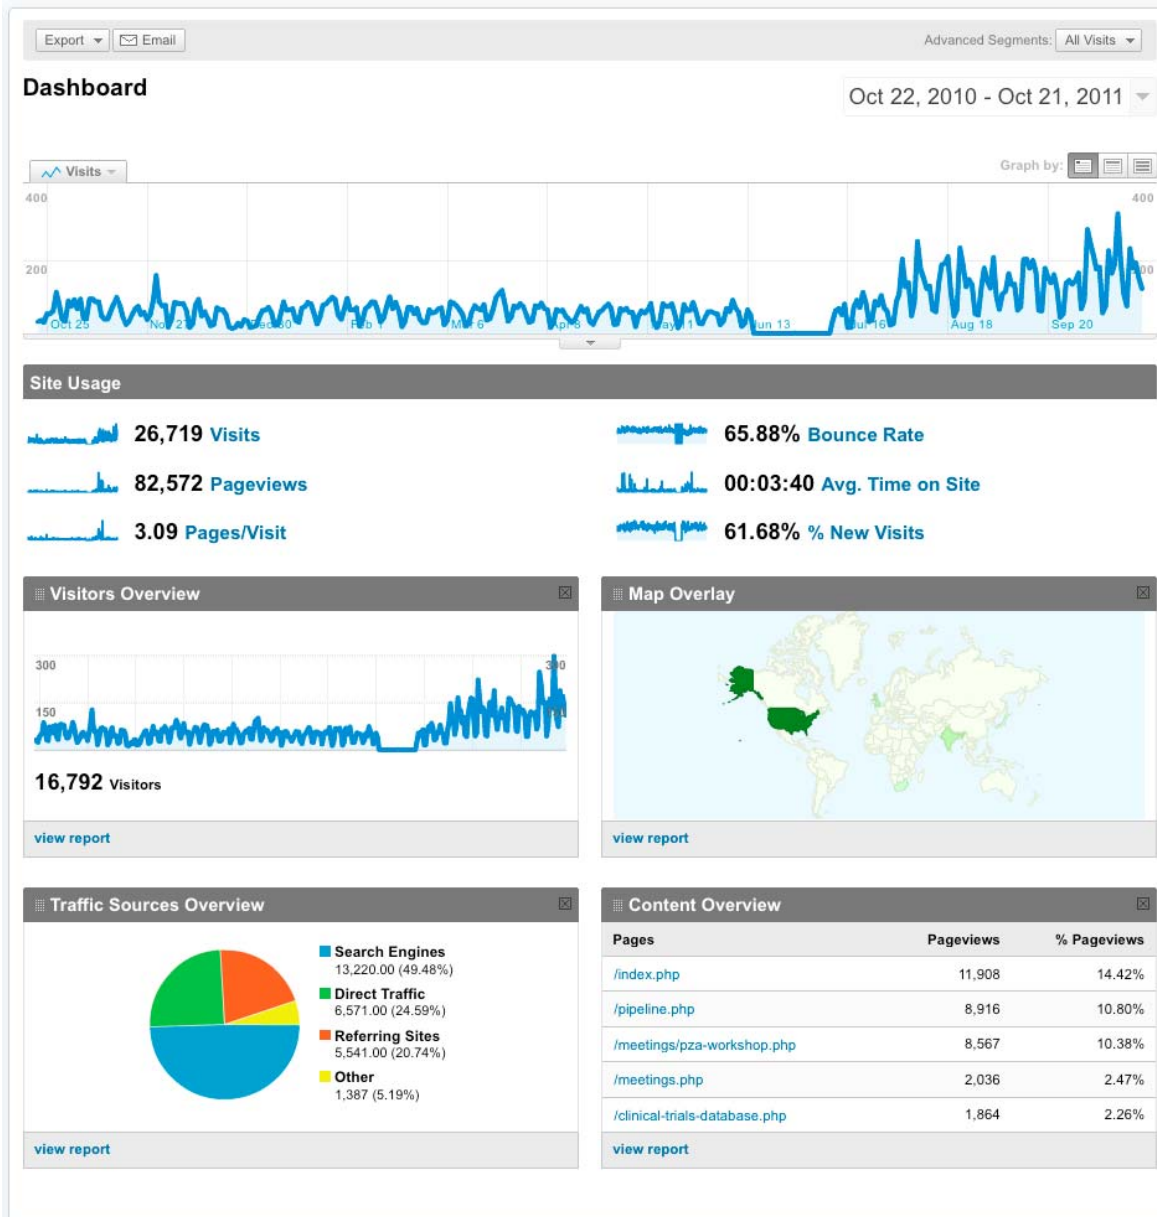 Export Email Advanced Segments: All Visits
Dashboard
Oct 22, 2010 - Oct 21, 2011
Visits Graph by:
400 400
200
Oct 25 Feb 1 Aug 18 Sep 20
Site Usage
26,719 Visits 65.88% Bounce Rate
82,572 Pageviews 00:03:40 Avg. Time on Site
3.09 Pages/Visit 61.68% % New Visits
Visitors Overview
300
150
16,792 Visitors
view report
Map Overlay
view report
Traffic Sources Overview
Search Engines
13,220.00 (49.48%)
Direct Traffic
6,571.00 (24.59%)
Referring Sites
5,541.00 (20.74%)
Other
1,387 (5.19%)
view report
Content Overview
Pages Pageviews % Pageviews
/index.php 11,908 14.42%
/pipeline.php 8,916 10.80%
/meetings/pza-workshop.php 8,567 10.38%
/meetings.php 2,036 2.47%
/clinical-trials-database.php 1,864 2.26%
view report